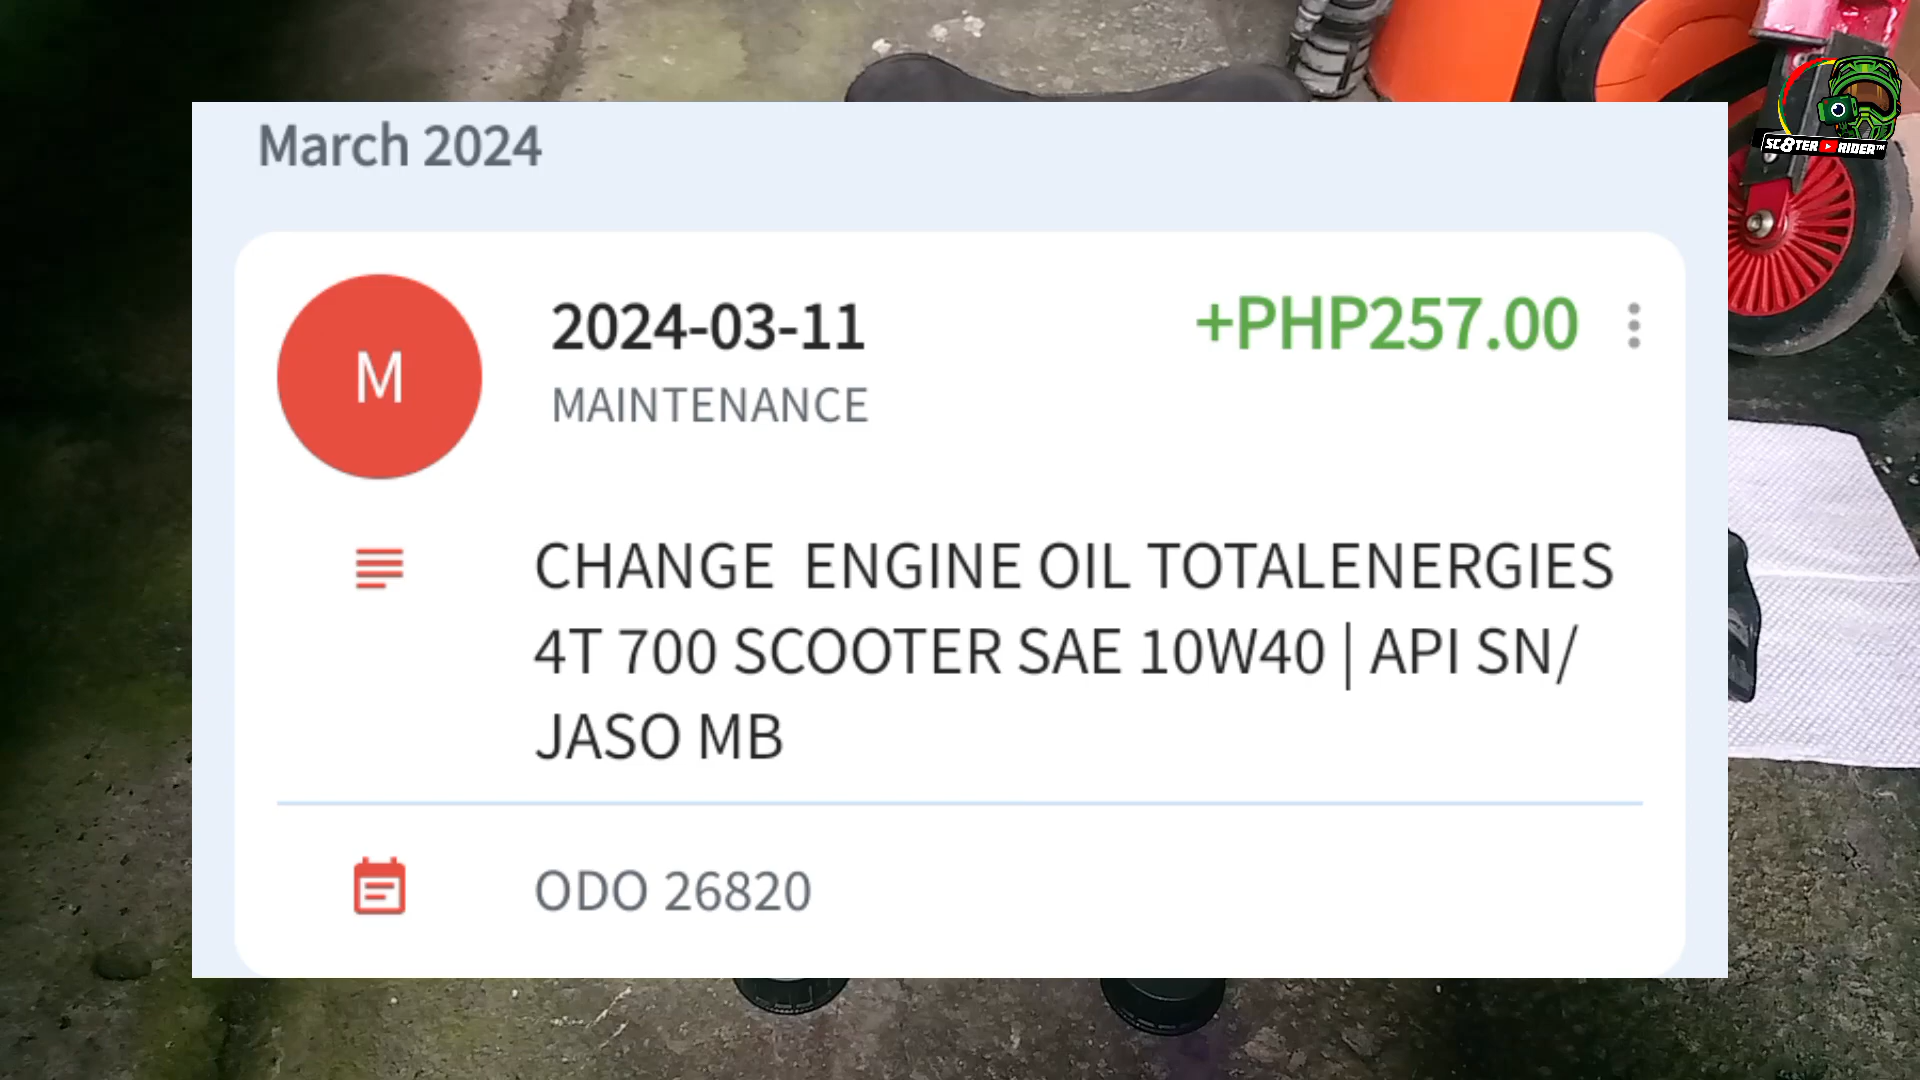 March 2024
M
2024-03-11
+PHP257.00
MAINTENANCE
CHANGE  ENGINE OIL TOTALENERGIES
4T 700 SCOOTER SAE 10W40 | API SN/
JASO MB
ODO 26820
SC8TER RIDER™